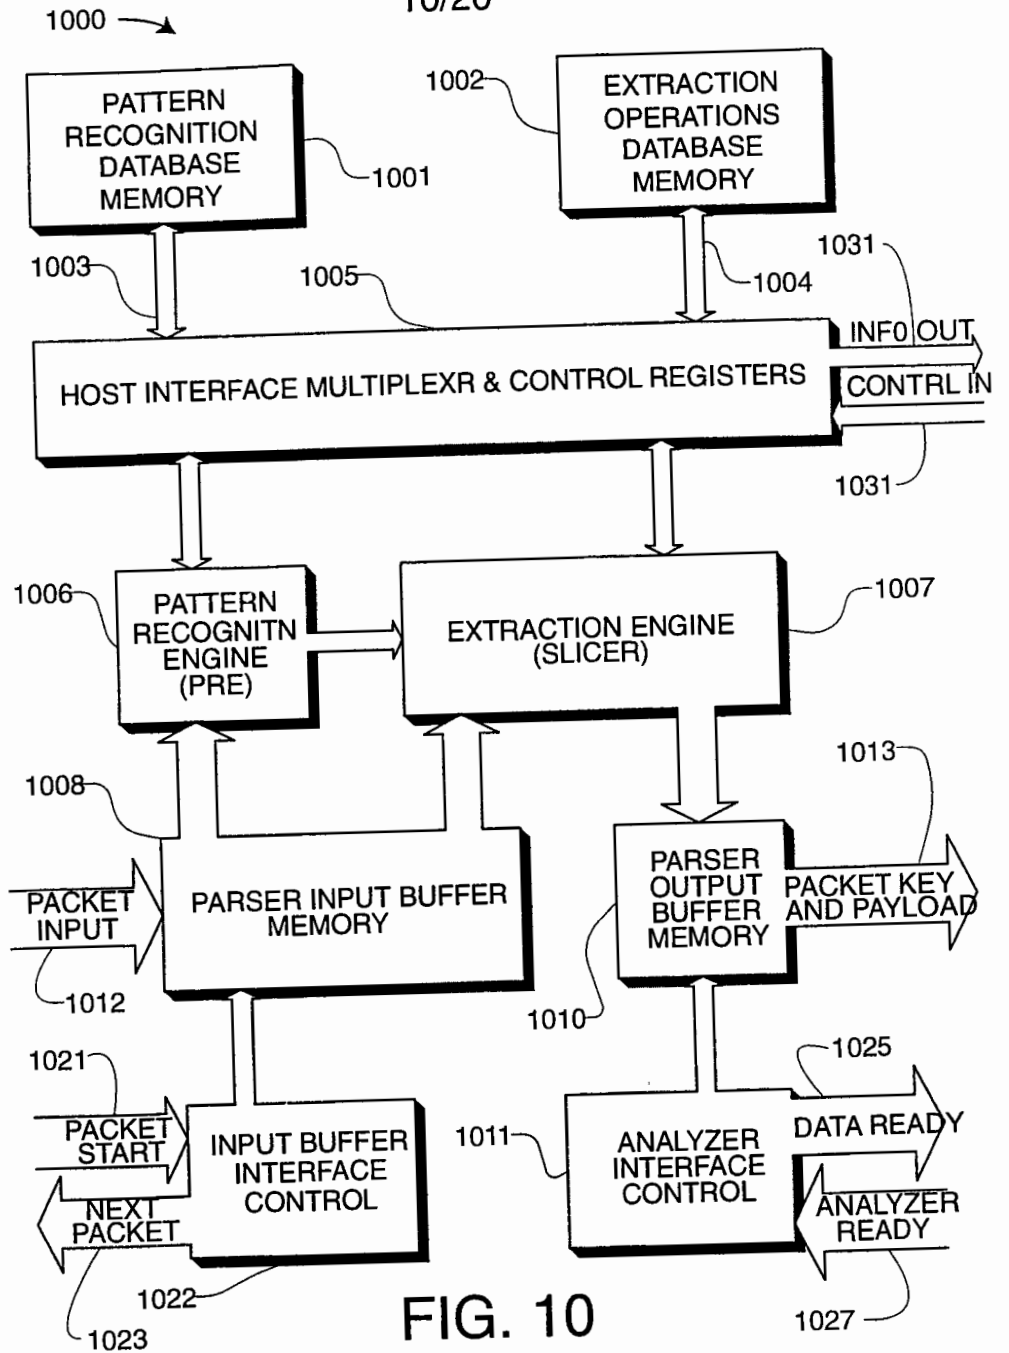 10/20
1000
PATTERN
RECOGNITION
DATABASE
MEMORY
1001
1002
EXTRACTION
OPERATIONS
DATABASE
MEMORY
1003
1005
1004
1031
HOST INTERFACE MULTIPLEXR & CONTROL REGISTERS
INFO OUT
CONTRL IN
1031
1006
PATTERN
RECOGNITN
ENGINE
(PRE)
EXTRACTION ENGINE
(SLICER)
1007
1008
1013
PACKET
INPUT
PARSER INPUT BUFFER
MEMORY
PARSER
OUTPUT
BUFFER
MEMORY
PACKET KEY
AND PAYLOAD
1012
1010
1021
1025
PACKET
START
NEXT
PACKET
INPUT BUFFER
INTERFACE
CONTROL
1011
ANALYZER
INTERFACE
CONTROL
DATA READY
ANALYZER
READY
1022
1023
1027
FIG. 10